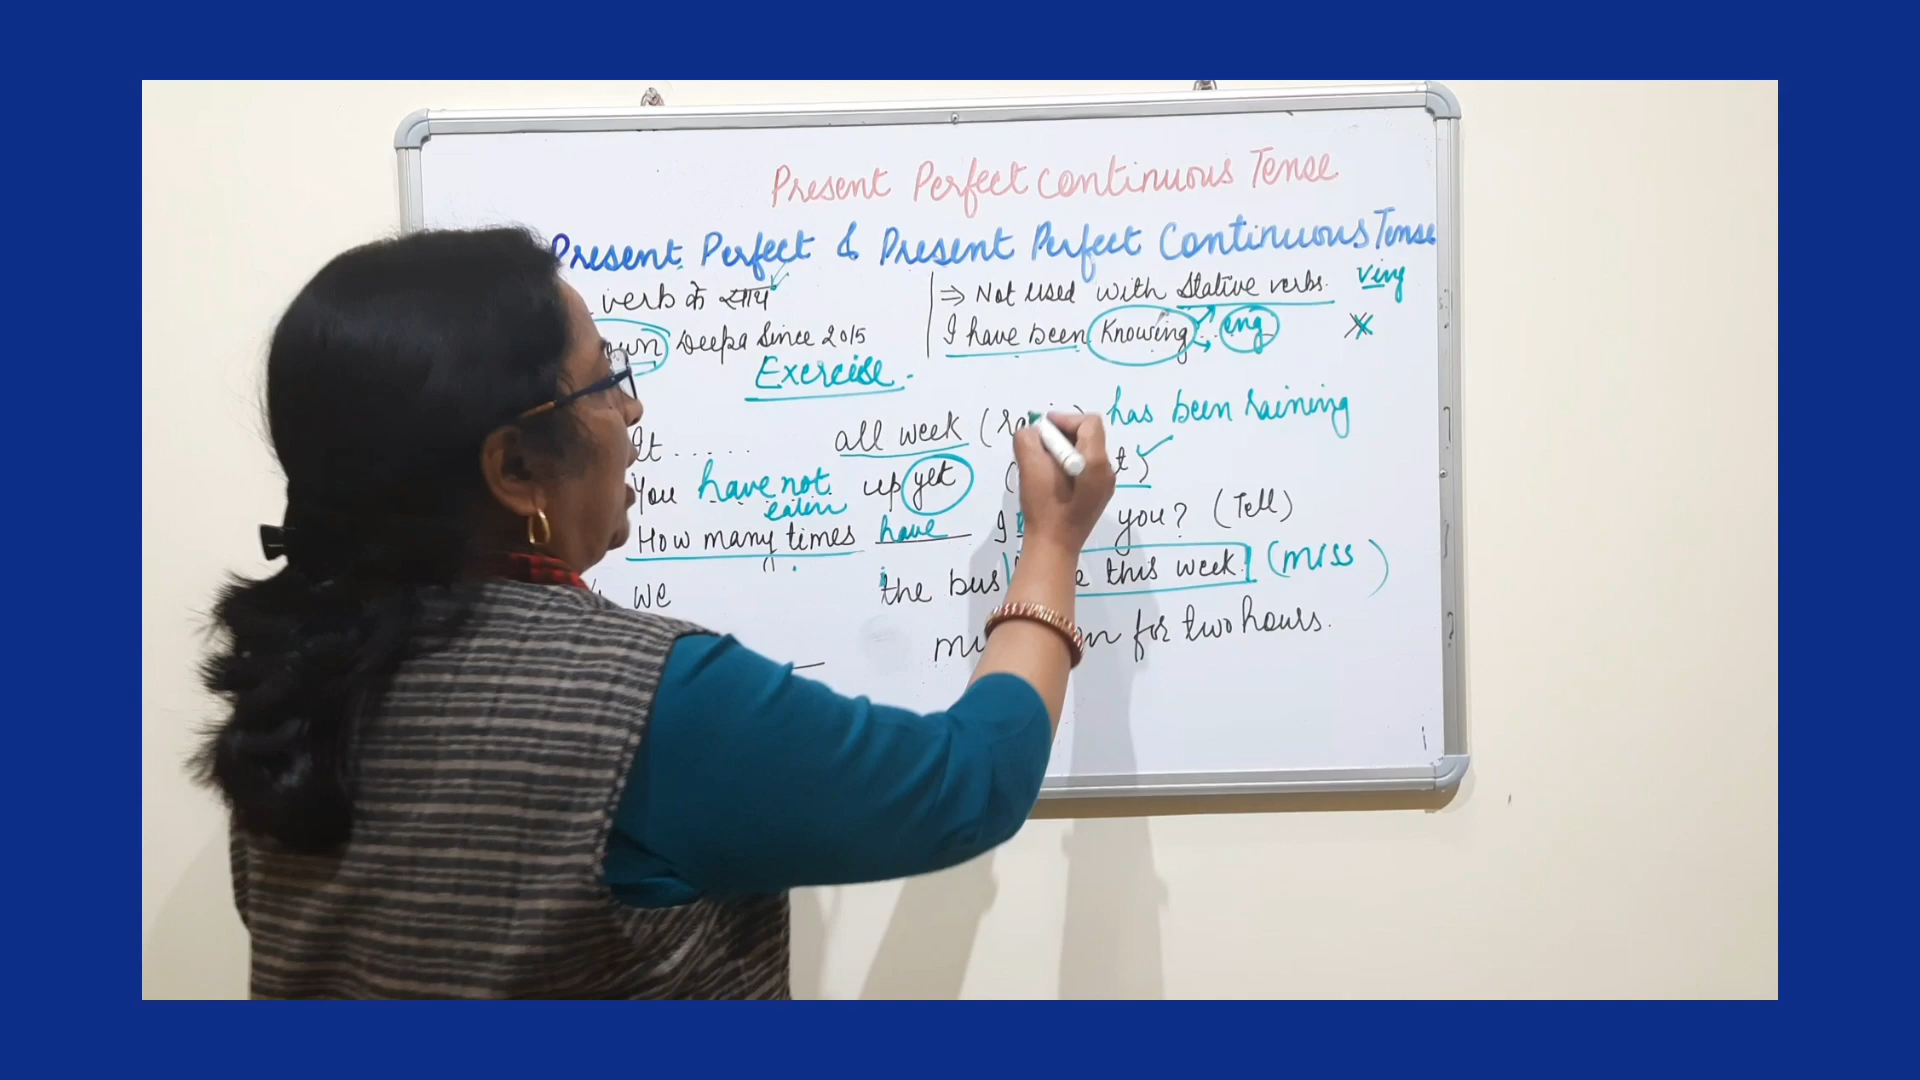 Present Perfect Continuous Tense
Present Perfect & Present Perfect Continuous Tense
verb के साथ
⇒ Not used with Stative verbs. Ving
Deepa Since 2015
I have been Knowing eng
Exercise
It ..... all week ( has been raining
You have not eaten up yet
How many times have I you? (Tell)
we the bus this week (miss)
for two hours.